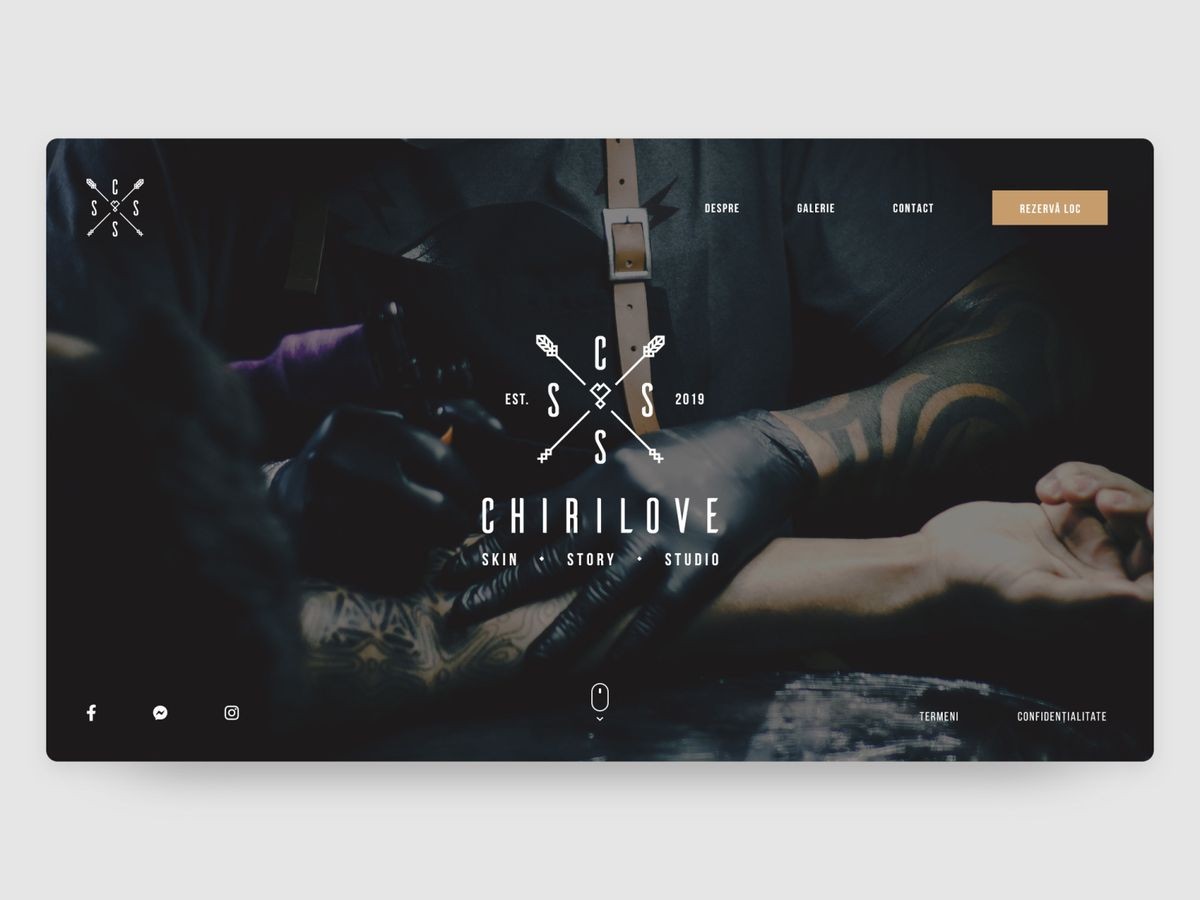 C
S S
S
DESPRE GALERIE CONTACT REZERVĂ LOC
C
EST. S S 2019
S
CHIRILOVE
SKIN • STORY • STUDIO
TERMENI CONFIDENȚIALITATE